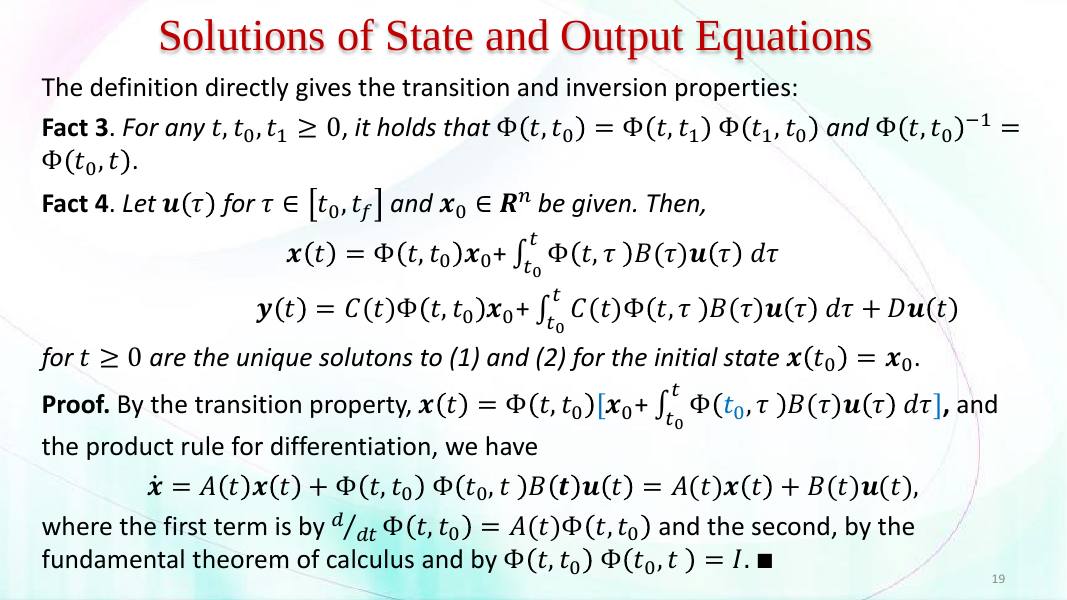 Solutions of State and Output Equations
The definition directly gives the transition and inversion properties:
Fact 3. For any t, t₀, t₁ ≥ 0, it holds that Φ(t, t₀) = Φ(t, t₁) Φ(t₁, t₀) and Φ(t, t₀)⁻¹ =
Φ(t₀, t).
Fact 4. Let u(τ) for τ ∈ [t₀, t_f] and x₀ ∈ Rⁿ be given. Then,
x(t) = Φ(t, t₀)x₀+ ∫_{t₀}^{t} Φ(t, τ )B(τ)u(τ) dτ
y(t) = C(t)Φ(t, t₀)x₀+ ∫_{t₀}^{t} C(t)Φ(t, τ )B(τ)u(τ) dτ + Du(t)
for t ≥ 0 are the unique solutons to (1) and (2) for the initial state x(t₀) = x₀.
Proof. By the transition property, x(t) = Φ(t, t₀)[x₀+ ∫_{t₀}^{t} Φ(t₀, τ )B(τ)u(τ) dτ], and
the product rule for differentiation, we have
ẋ = A(t)x(t) + Φ(t, t₀) Φ(t₀, t )B(t)u(t) = A(t)x(t) + B(t)u(t),
where the first term is by d/dt Φ(t, t₀) = A(t)Φ(t, t₀) and the second, by the
fundamental theorem of calculus and by Φ(t, t₀) Φ(t₀, t ) = I. ■
19